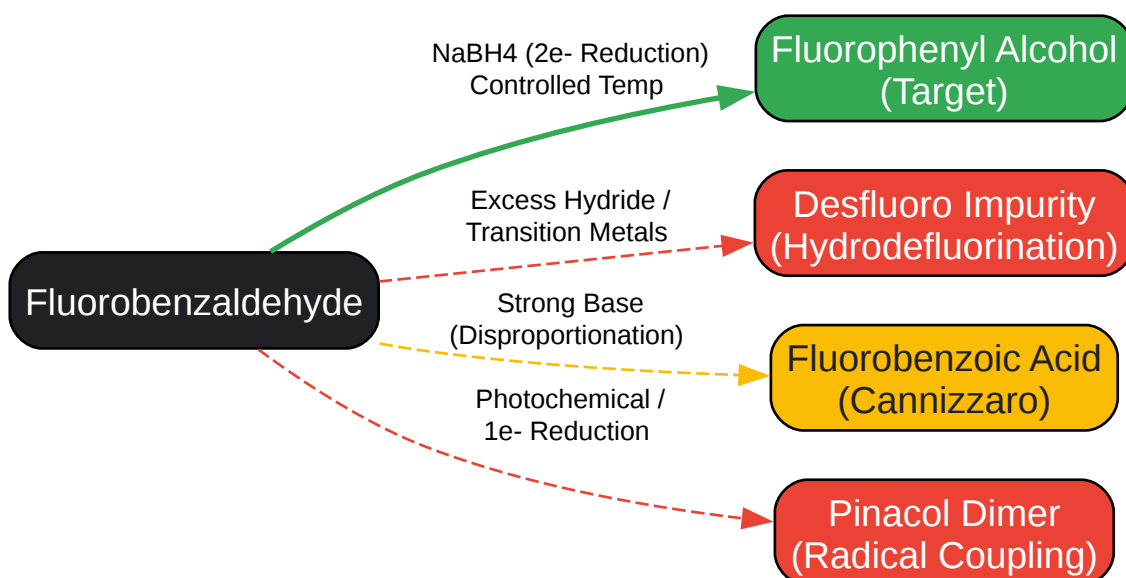 NaBH4 (2e- Reduction)
Controlled Temp
Fluorophenyl Alcohol
(Target)
Excess Hydride /
Transition Metals
Desfluoro Impurity
(Hydrodefluorination)
Fluorobenzaldehyde
Strong Base
(Disproportionation)
Fluorobenzoic Acid
(Cannizzaro)
Photochemical /
1e- Reduction
Pinacol Dimer
(Radical Coupling)